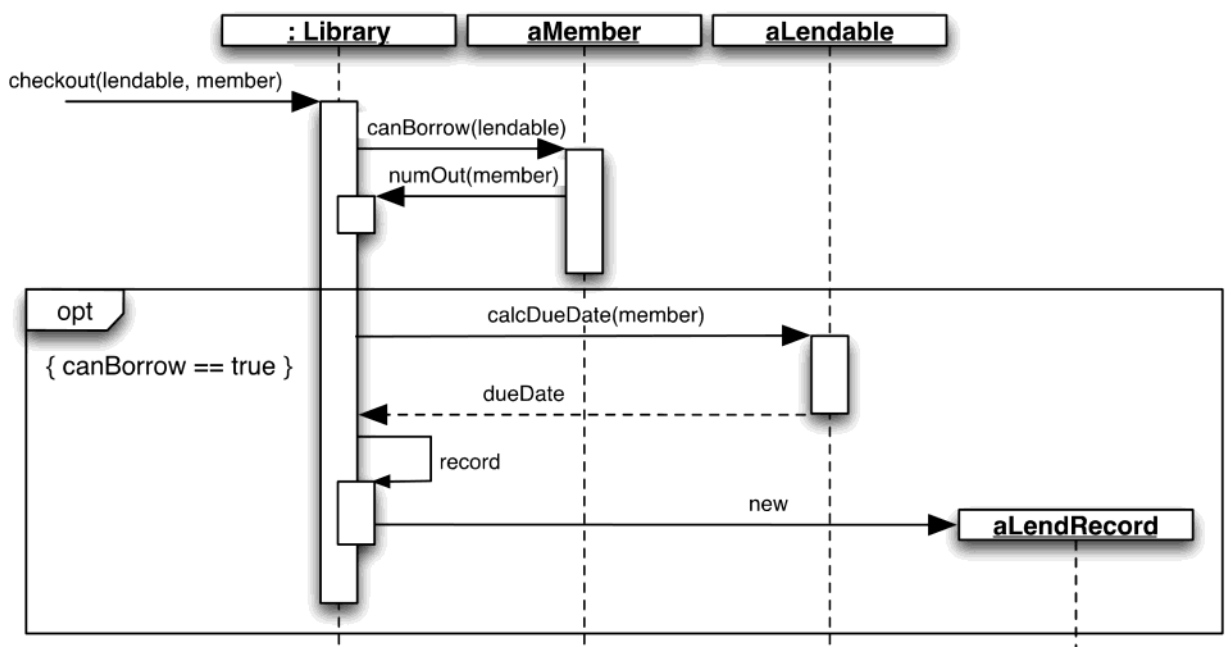 : Library
aMember
aLendable
checkout(lendable, member)
canBorrow(lendable)
numOut(member)
opt
calcDueDate(member)
{ canBorrow == true }
dueDate
record
new
aLendRecord